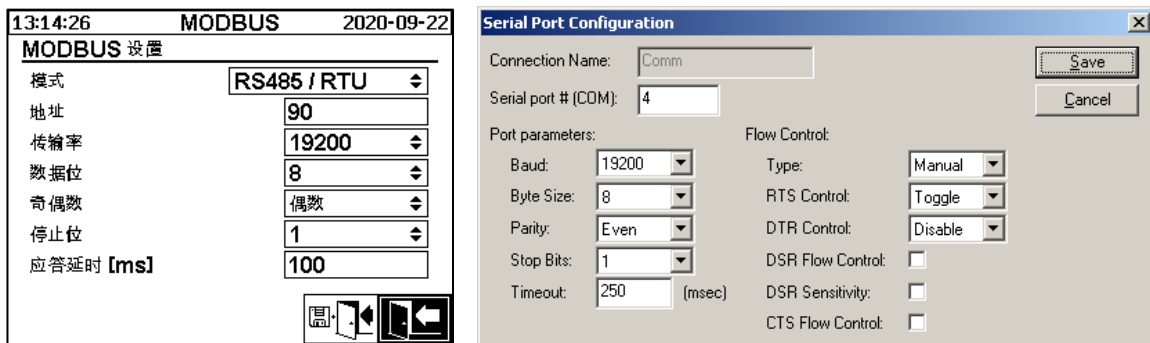 13:14:26 MODBUS 2020-09-22
MODBUS 设置
模式 RS485 / RTU
地址 90
传输率 19200
数据位 8
奇偶数 偶数
停止位 1
应答延时 [ms] 100
Serial Port Configuration
Connection Name: Comm
Save
Serial port # (COM): 4
Cancel
Port parameters: Flow Control:
Baud: 19200 Type: Manual
Byte Size: 8 RTS Control: Toggle
Parity: Even DTR Control: Disable
Stop Bits: 1 DSR Flow Control:
Timeout: 250 (msec) DSR Sensitivity:
CTS Flow Control: